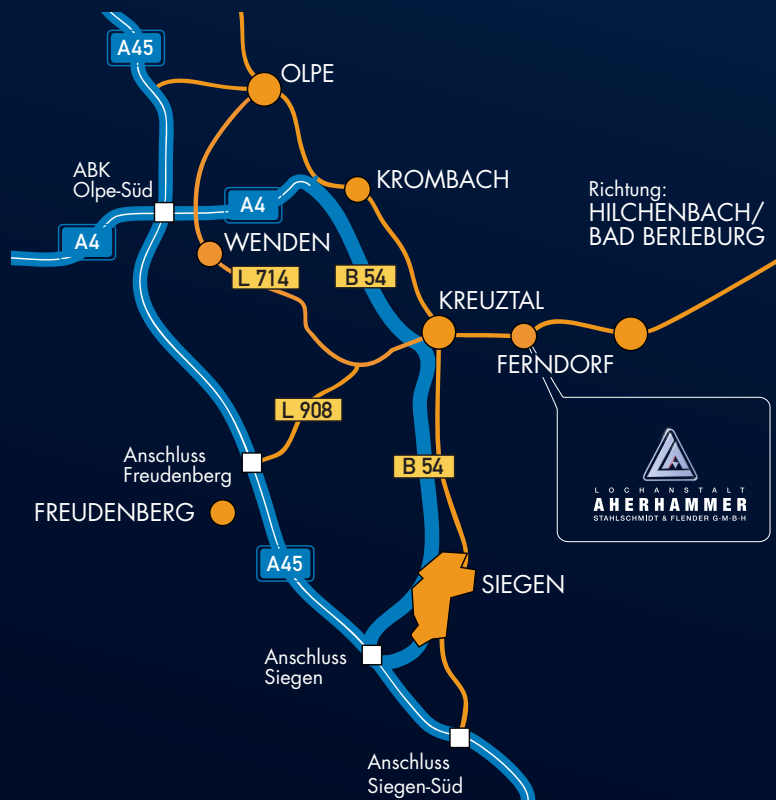 A45
OLPE
ABK
Olpe-Süd
KROMBACH
Richtung:
HILCHENBACH/
BAD BERLEBURG
A4
A4
WENDEN
L 714
B 54
KREUZTAL
FERNDORF
L 908
Anschluss
Freudenberg
B 54
LOCHANSTALT
AHERHAMMER
STAHLSCHMIDT & FLENDER G-M-B-H
FREUDENBERG
A45
SIEGEN
Anschluss
Siegen
Anschluss
Siegen-Süd